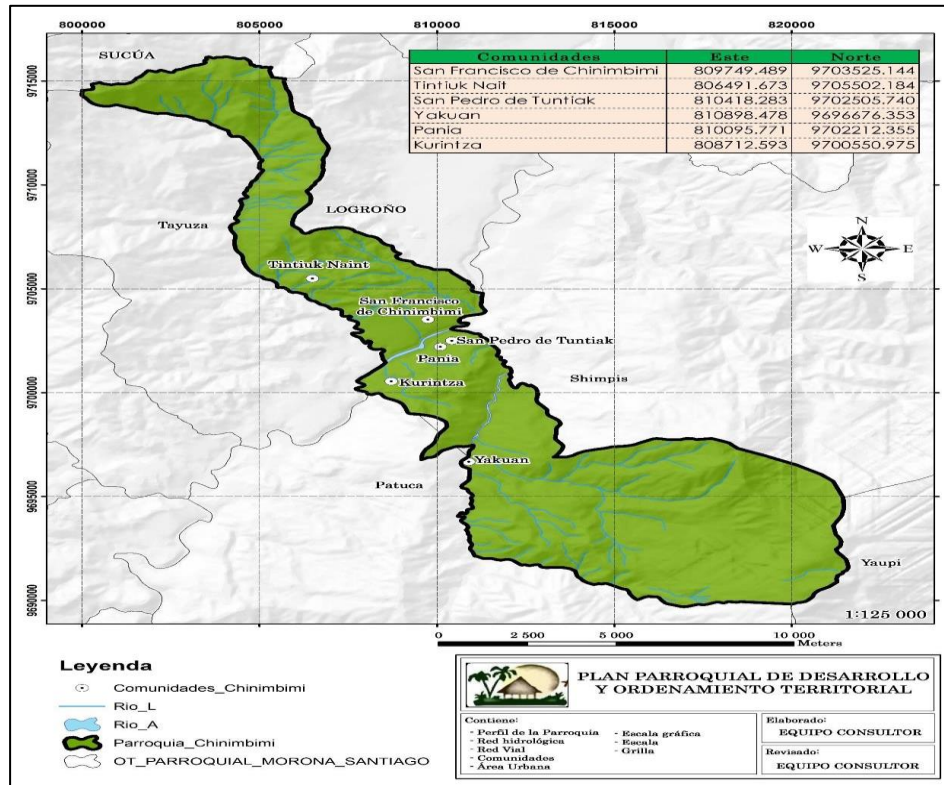 800000 805000 810000 815000 820000
SUCÚA
Comunidades Este Norte
San Francisco de Chinimbimi 809749.489 9703525.144
Tintiuk Nait 806491.673 9705502.184
San Pedro de Tuntiak 810418.283 9702505.740
Yakuan 810898.478 9696676.353
Pania 810095.771 9702212.355
Kurintza 808712.593 9700550.975
9715000
9710000
LOGROÑO
Tayuza
N
W E
S
Tintiuk Naint
9705000
San Francisco
de Chinimbimi
San Pedro de Tuntiak
Pania
Shimpis
Kurintza
9700000
Yakuan
Patuca
9695000
Yaupi
9690000
1:125 000
0 2 500 5 000 10 000
Meters
Leyenda
Comunidades_Chinimbimi
Rio_L
Rio_A
Parroquia_Chinimbimi
OT_PARROQUIAL_MORONA_SANTIAGO
PLAN PARROQUIAL DE DESARROLLO
Y ORDENAMIENTO TERRITORIAL
Contiene:
- Perfil de la Parroquia - Escala gráfica
- Red hidrológica - Escala
- Red Vial - Grilla
- Comunidades
- Área Urbana
Elaborado:
EQUIPO CONSULTOR
Revisado:
EQUIPO CONSULTOR